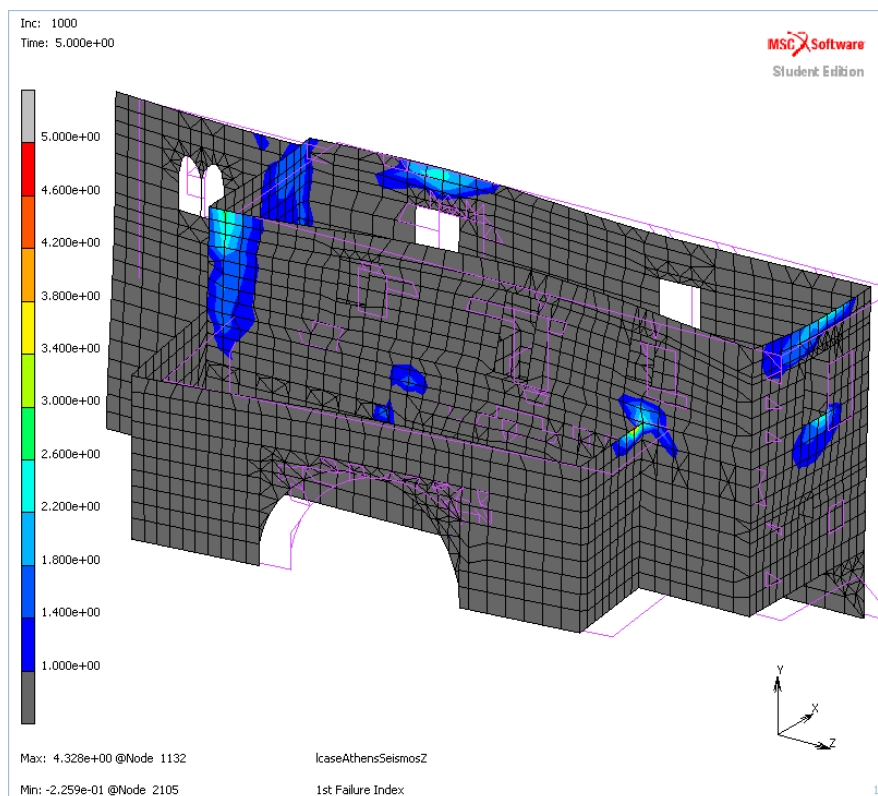 Inc: 1000
Time: 5.000e+00
MSC Software
Student Edition
5.000e+00
4.600e+00
4.200e+00
3.800e+00
3.400e+00
3.000e+00
2.600e+00
2.200e+00
1.800e+00
1.400e+00
1.000e+00
Y
X
Z
Max: 4.328e+00 @Node 1132
lcaseAthensSeismosZ
Min: -2.259e-01 @Node 2105
1st Failure Index
1